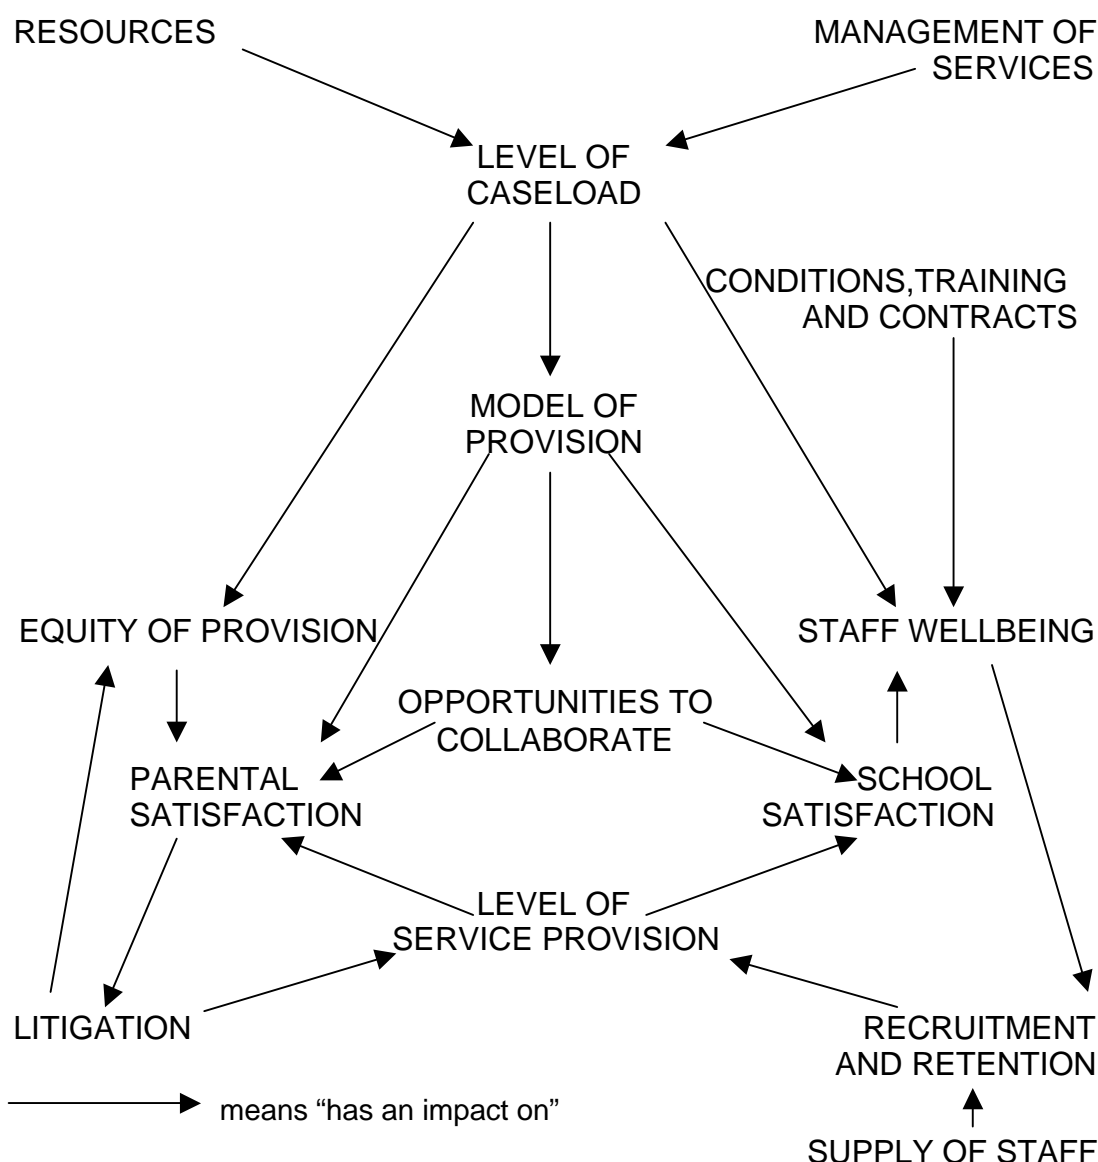 RESOURCES
MANAGEMENT OF
SERVICES
LEVEL OF
CASELOAD
CONDITIONS,TRAINING
AND CONTRACTS
MODEL OF
PROVISION
EQUITY OF PROVISION
STAFF WELLBEING
OPPORTUNITIES TO
COLLABORATE
PARENTAL
SATISFACTION
SCHOOL
SATISFACTION
LEVEL OF
SERVICE PROVISION
LITIGATION
RECRUITMENT
AND RETENTION
means “has an impact on”
SUPPLY OF STAFF